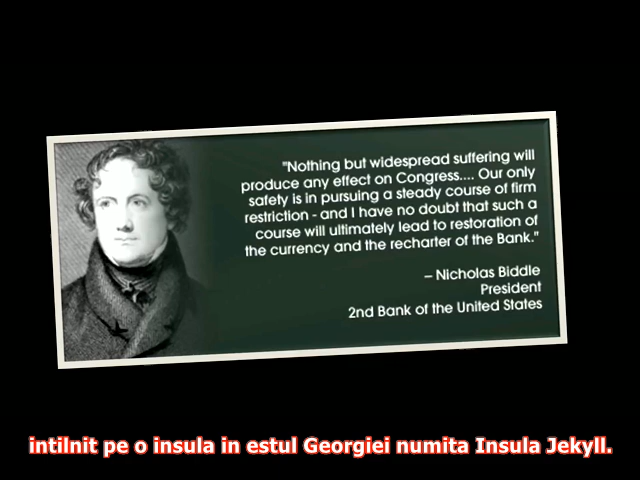 "Nothing but widespread suffering will
produce any effect on Congress.... Our only
safety is in pursuing a steady course of firm
restriction - and I have no doubt that such a
course will ultimately lead to restoration of
the currency and the recharter of the Bank."
– Nicholas Biddle
President
2nd Bank of the United States
intilnit pe o insula in estul Georgiei numita Insula Jekyll.